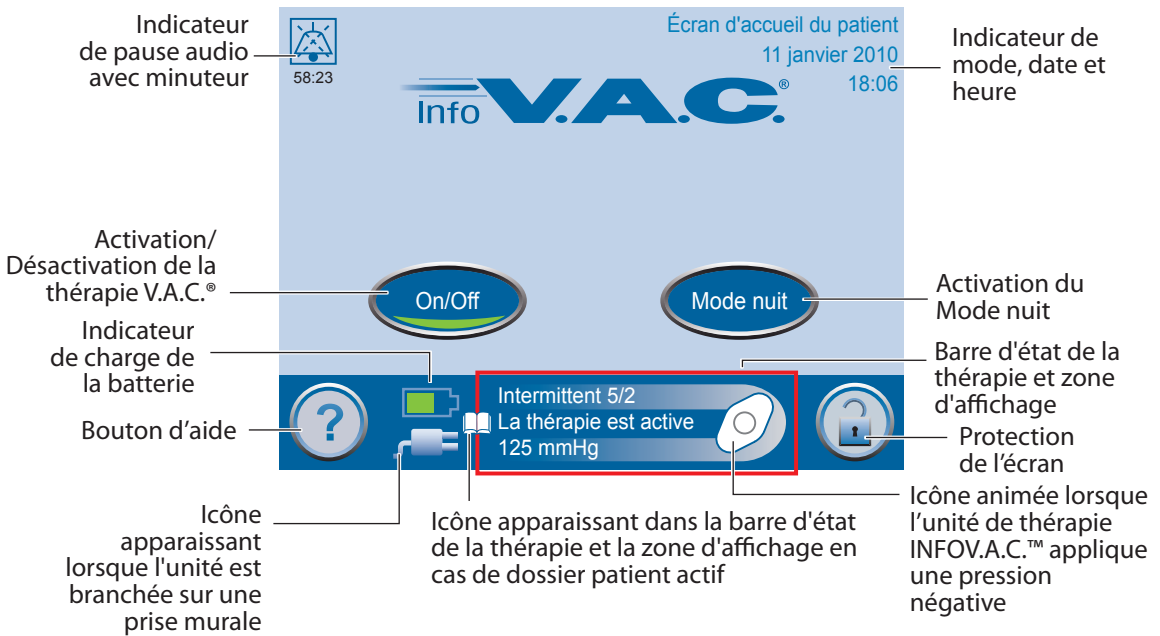 Indicateur
de pause audio
avec minuteur
58:23
Écran d'accueil du patient
11 janvier 2010
18:06
Indicateur de
mode, date et
heure
Info V.A.C.®
Activation/
Désactivation de la
thérapie V.A.C.®
On/Off
Mode nuit
Activation du
Mode nuit
Indicateur
de charge de
la batterie
Barre d'état de la
thérapie et zone
d'affichage
Bouton d’aide
?
Intermittent 5/2
La thérapie est active
125 mmHg
Protection
de l’écran
Icône
apparaissant
lorsque l'unité est
branchée sur une
prise murale
Icône apparaissant dans la barre d'état
de la thérapie et la zone d'affichage en
cas de dossier patient actif
Icône animée lorsque
l’unité de thérapie
INFOV.A.C.™ applique
une pression
négative